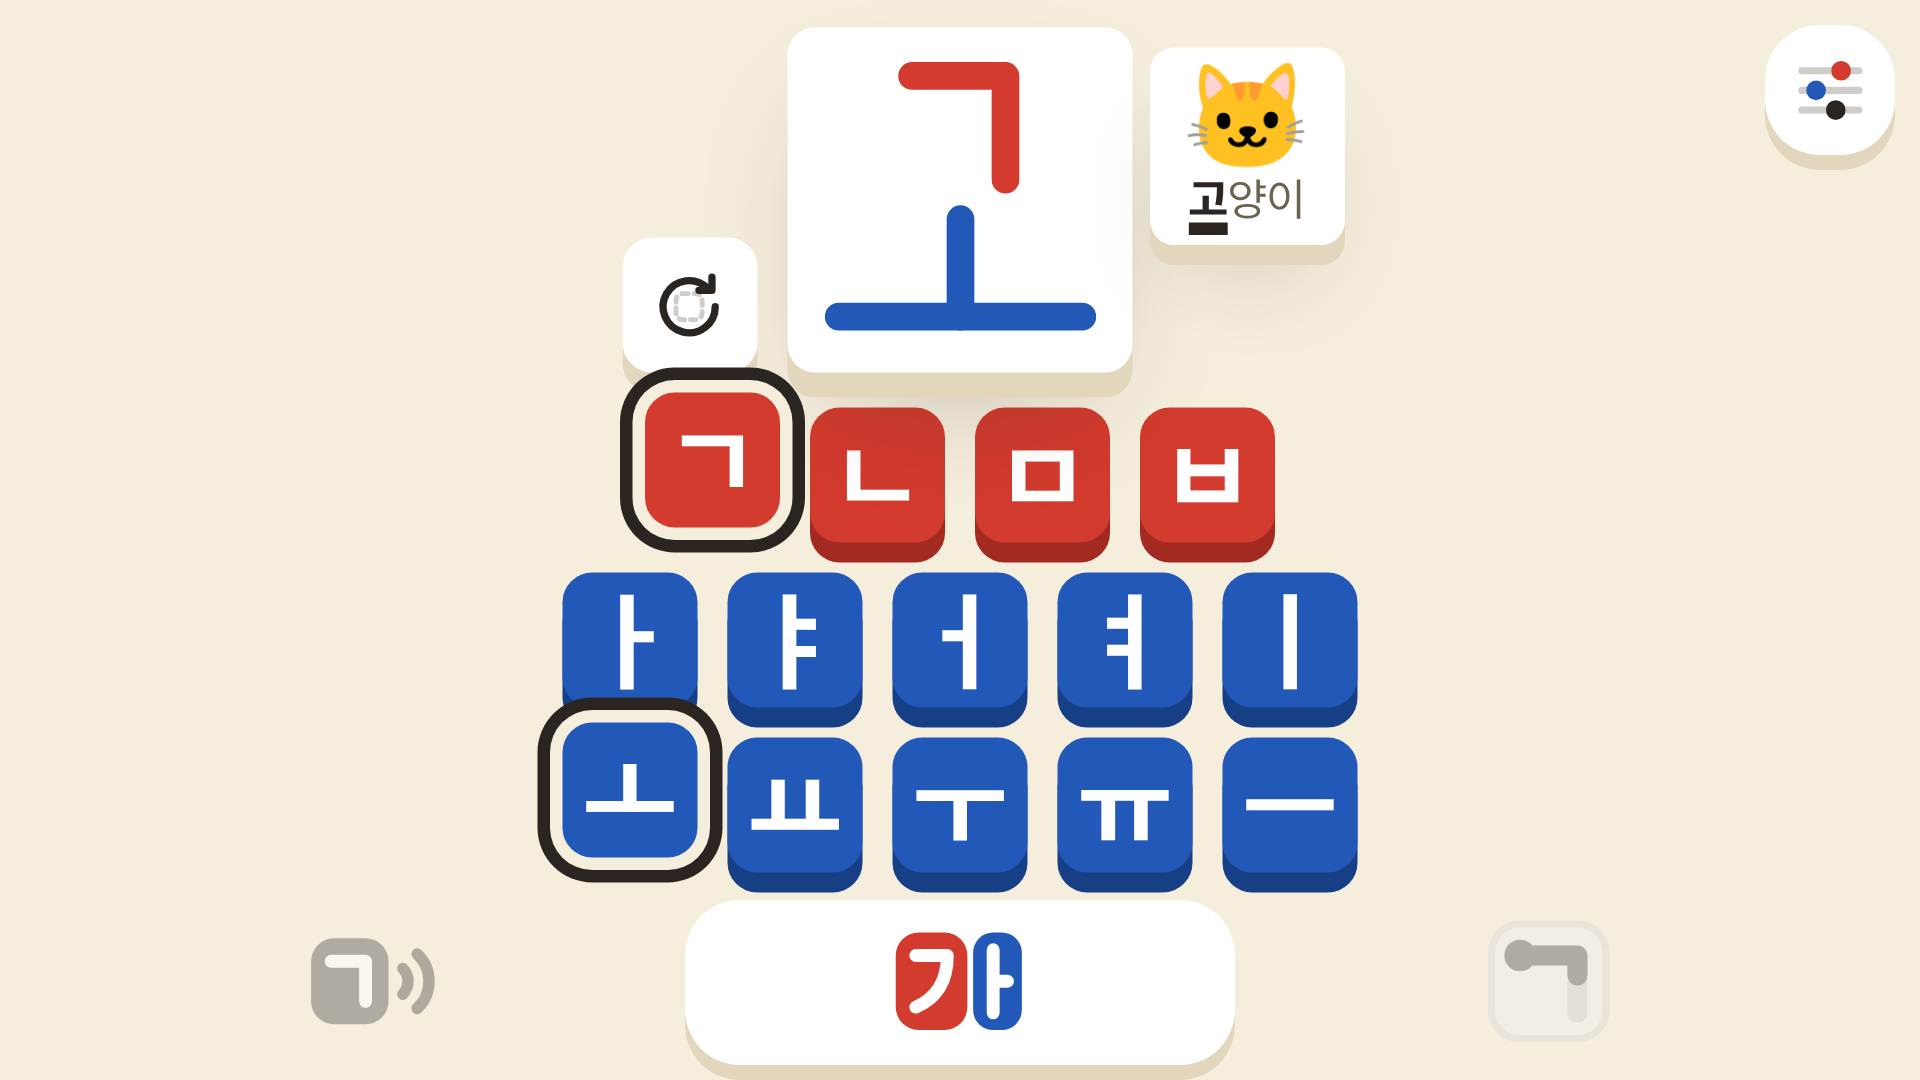 고
고양이
ㄱ ㄴ ㅁ ㅂ
ㅏ ㅑ ㅓ ㅕ ㅣ
ㅗ ㅛ ㅜ ㅠ ㅡ
ㄱ 가 ㄱ